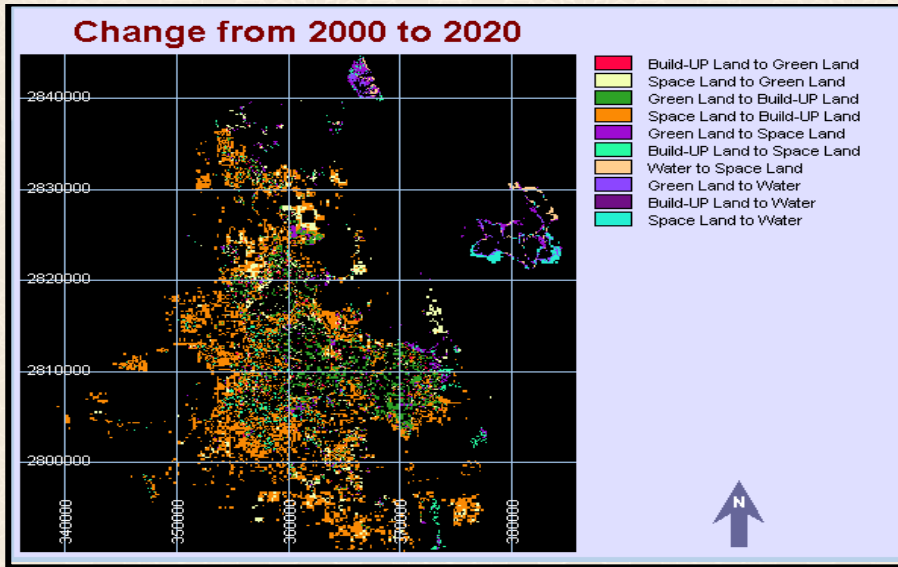 Change from 2000 to 2020
Build-UP Land to Green Land
Space Land to Green Land
Green Land to Build-UP Land
Space Land to Build-UP Land
Green Land to Space Land
Build-UP Land to Space Land
Water to Space Land
Green Land to Water
Build-UP Land to Water
Space Land to Water
2840000
2830000
2820000
2810000
2800000
340000
350000
360000
370000
380000
N